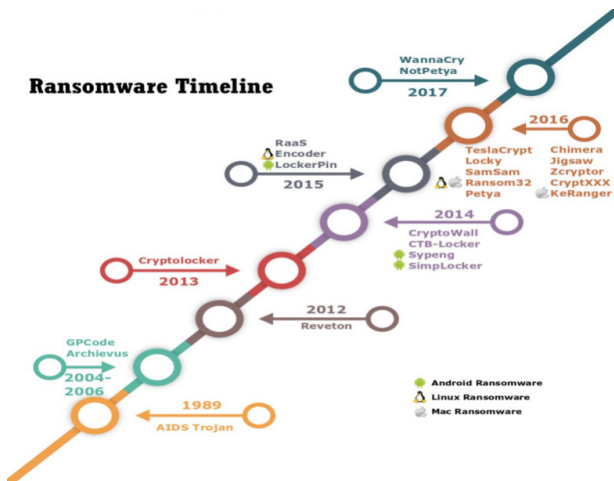 Ransomware Timeline
WannaCry
NotPetya
2017
2016
TeslaCrypt
Locky
SamSam
Ransom32
Petya
Chimera
Jigsaw
Zcryptor
CryptXXX
KeRanger
RaaS
Encoder
LockerPin
2015
2014
CryptoWall
CTB-Locker
Sypeng
SimpLocker
Cryptolocker
2013
2012
Reveton
GPCode
Archievus
2004-
2006
1989
AIDS Trojan
Android Ransomware
Linux Ransomware
Mac Ransomware